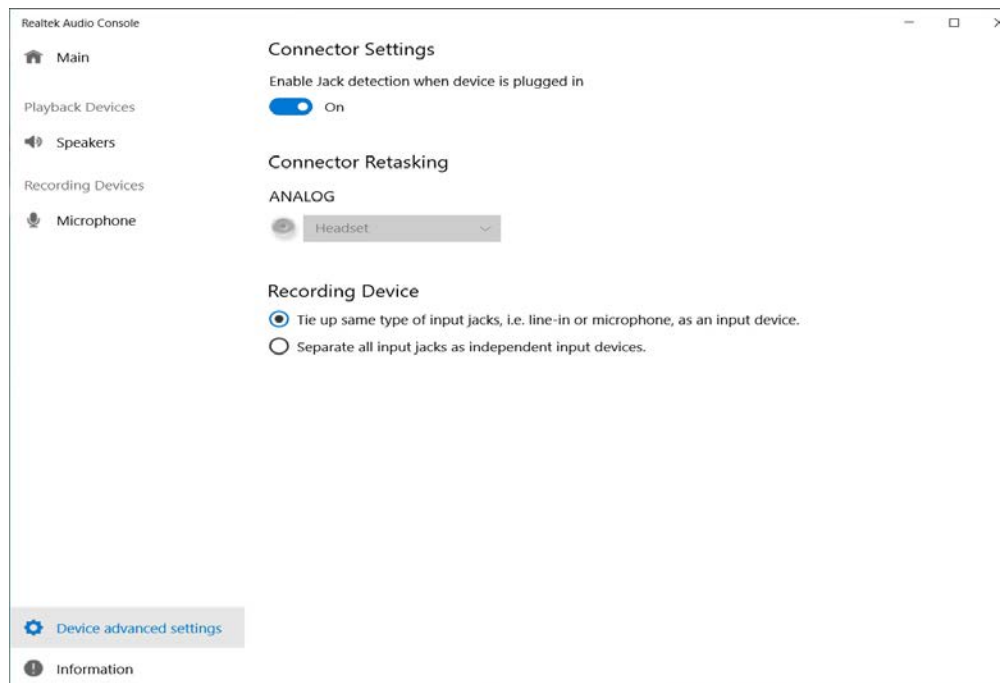 Realtek Audio Console
Main
Playback Devices
Speakers
Recording Devices
Microphone
Device advanced settings
Information
Connector Settings
Enable Jack detection when device is plugged in
On
Connector Retasking
ANALOG
Headset
Recording Device
Tie up same type of input jacks, i.e. line-in or microphone, as an input device.
Separate all input jacks as independent input devices.